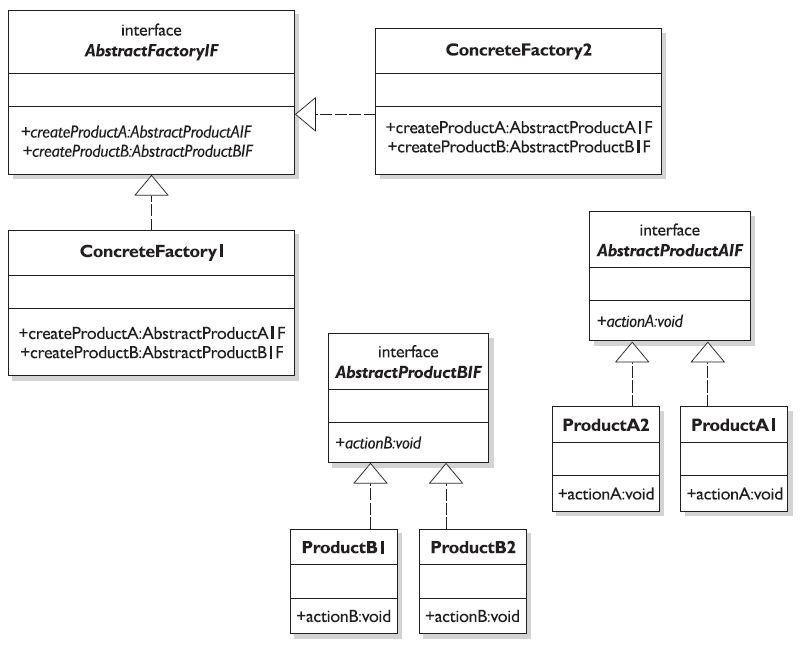 interface
AbstractFactoryIF
+createProductA:AbstractProductAIF
+createProductB:AbstractProductBIF
ConcreteFactory2
+createProductA:AbstractProductAIF
+createProductB:AbstractProductBIF
ConcreteFactory1
+createProductA:AbstractProductAIF
+createProductB:AbstractProductBIF
interface
AbstractProductAIF
+actionA:void
interface
AbstractProductBIF
+actionB:void
ProductA2
+actionA:void
ProductA1
+actionA:void
ProductB1
+actionB:void
ProductB2
+actionB:void